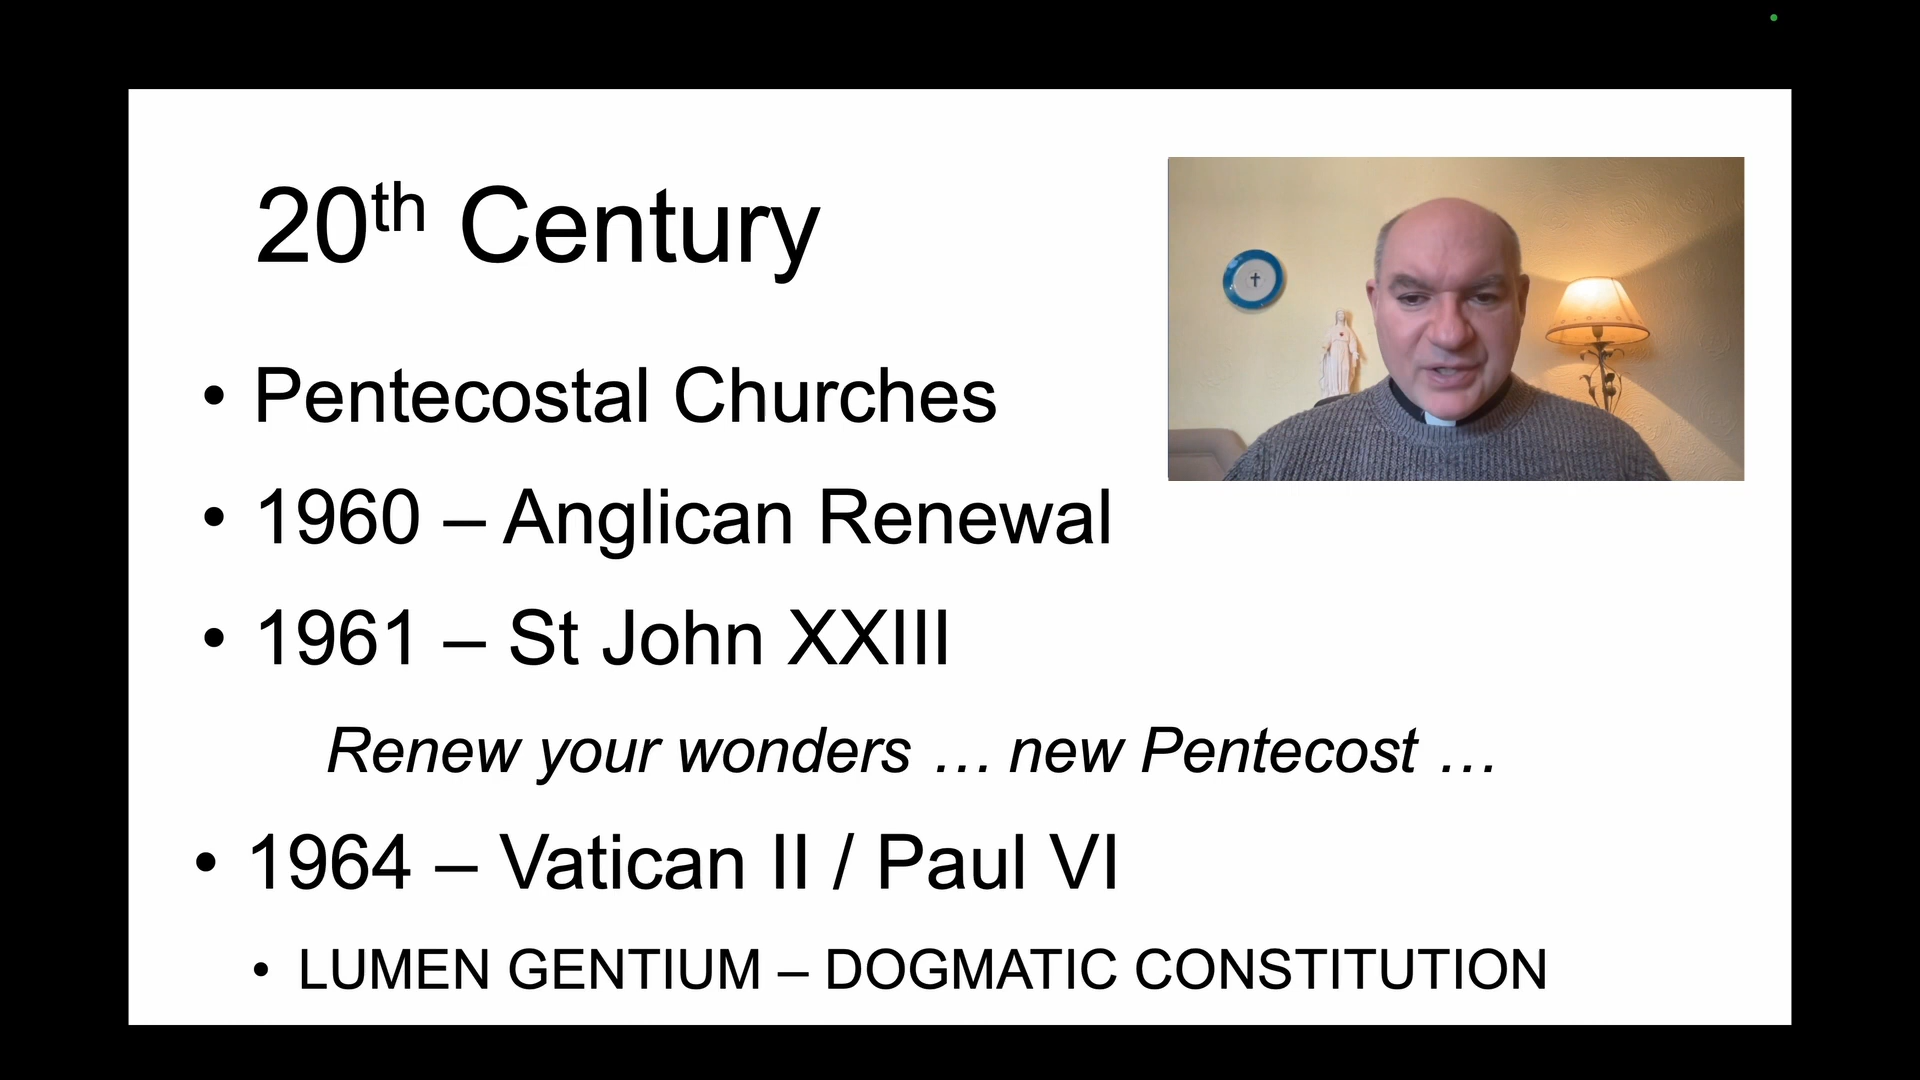 20th Century
• Pentecostal Churches
• 1960 – Anglican Renewal
• 1961 – St John XXIII
Renew your wonders … new Pentecost …
• 1964 – Vatican II / Paul VI
• LUMEN GENTIUM – DOGMATIC CONSTITUTION